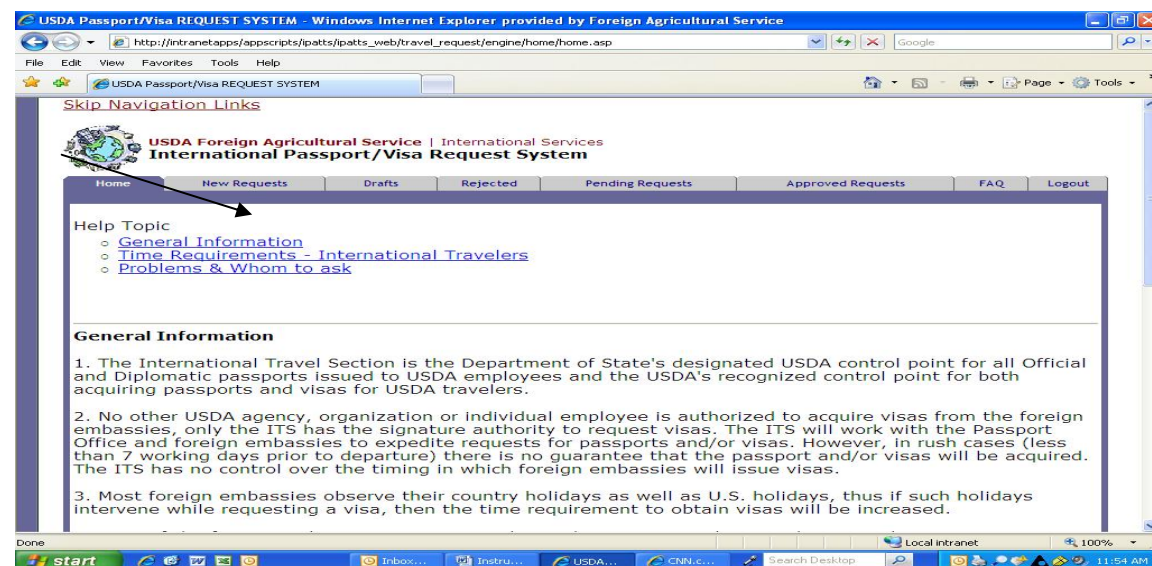 USDA Passport/Visa REQUEST SYSTEM - Windows Internet Explorer provided by Foreign Agricultural Service
http://intranetapps/appscripts/ipatts/ipatts_web/travel_request/engine/home/home.asp
Google
File Edit View Favorites Tools Help
USDA Passport/Visa REQUEST SYSTEM
Page Tools
Skip Navigation Links
USDA Foreign Agricultural Service | International Services
International Passport/Visa Request System
Home New Requests Drafts Rejected Pending Requests Approved Requests FAQ Logout
Help Topic
General Information
Time Requirements - International Travelers
Problems & Whom to ask
General Information
1. The International Travel Section is the Department of State's designated USDA control point for all Official
and Diplomatic passports issued to USDA employees and the USDA's recognized control point for both
acquiring passports and visas for USDA travelers.
2. No other USDA agency, organization or individual employee is authorized to acquire visas from the foreign
embassies, only the ITS has the signature authority to request visas. The ITS will work with the Passport
Office and foreign embassies to expedite requests for passports and/or visas. However, in rush cases (less
than 7 working days prior to departure) there is no guarantee that the passport and/or visas will be acquired.
The ITS has no control over the timing in which foreign embassies will issue visas.
3. Most foreign embassies observe their country holidays as well as U.S. holidays, thus if such holidays
intervene while requesting a visa, then the time requirement to obtain visas will be increased.
Done Local intranet 100%
start Inbox... Instru... USDA... CNN.c... Search Desktop 11:54 AM